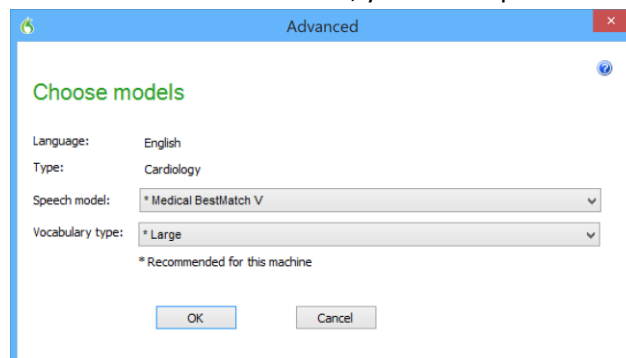 Advanced
Choose models
Language: English
Type: Cardiology
Speech model: * Medical BestMatch V
Vocabulary type: * Large
* Recommended for this machine
OK Cancel